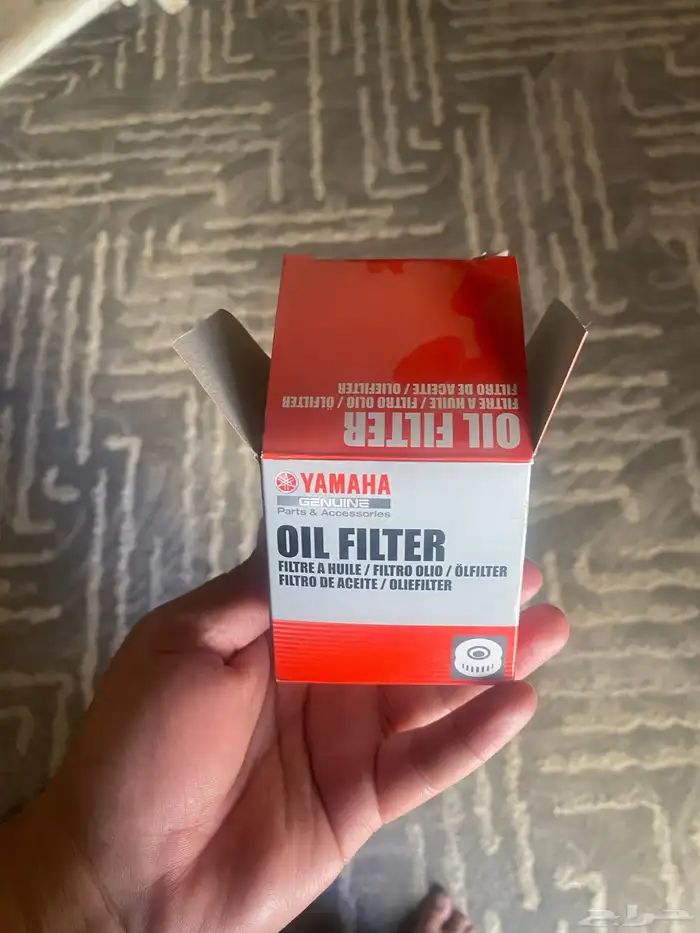 OIL FILTER
FILTRE A HUILE / FILTRO OLIO / ÖLFILTER
FILTRO DE ACEITE / OLIEFILTER
YAMAHA
GENUINE
Parts & Accessories
OIL FILTER
FILTRE A HUILE / FILTRO OLIO / ÖLFILTER
FILTRO DE ACEITE / OLIEFILTER
حراج